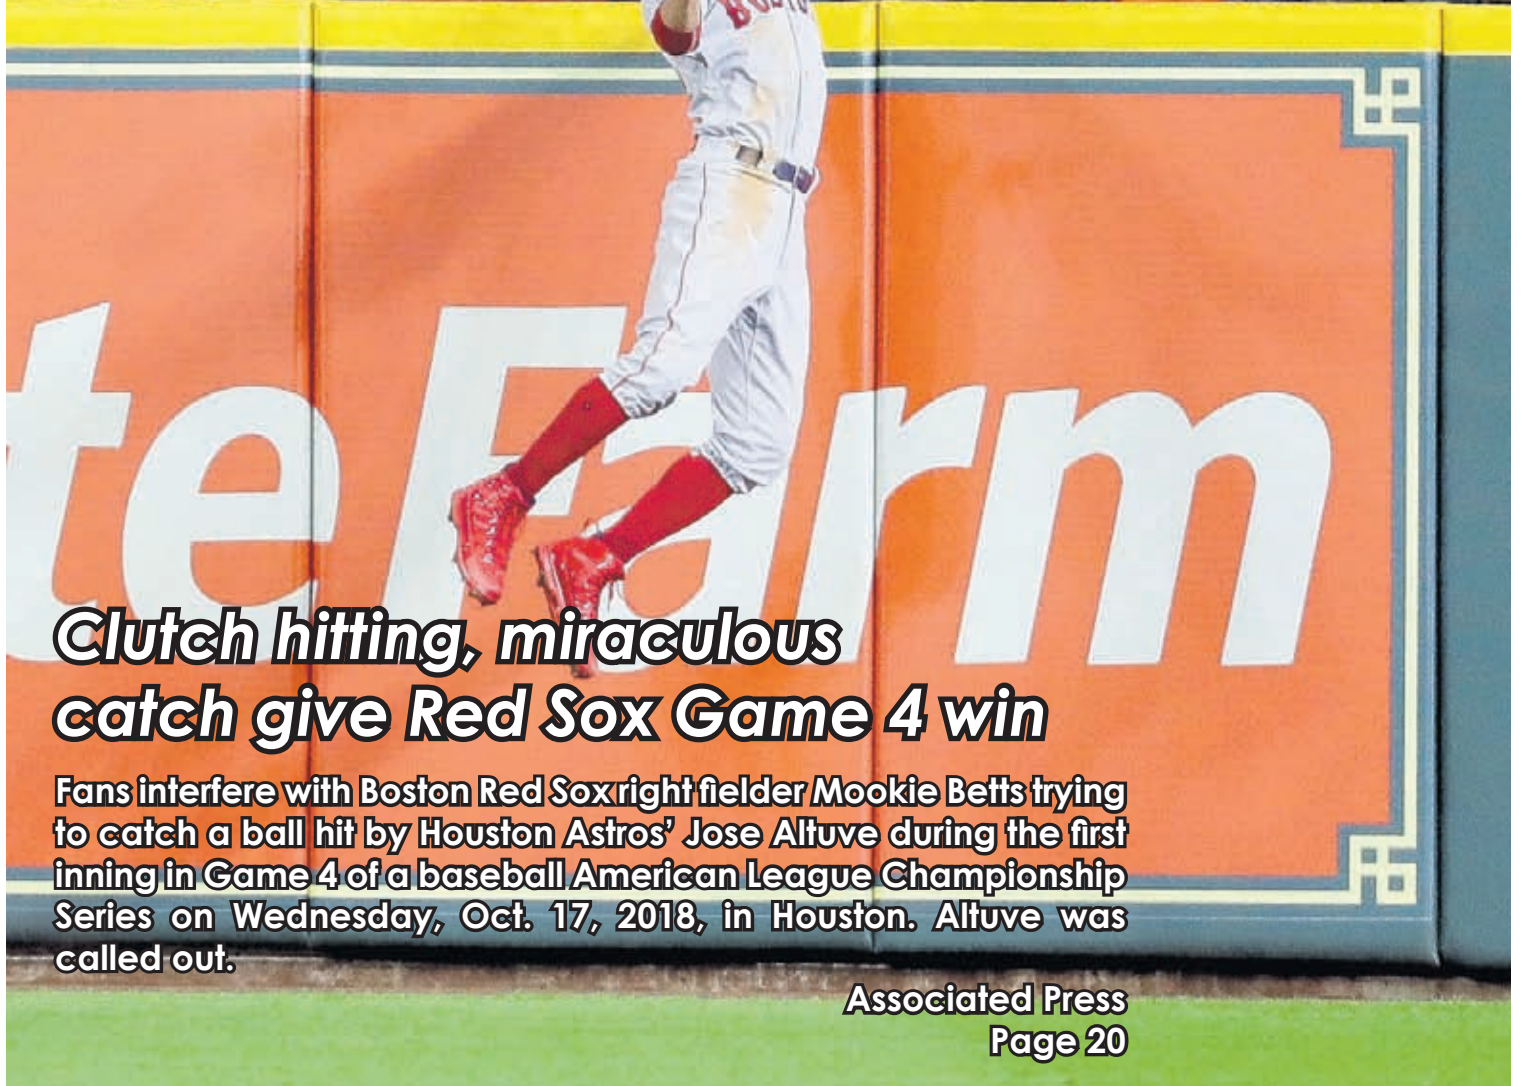 BOSTON
te Farm
Clutch hitting, miraculous
catch give Red Sox Game 4 win
Fans interfere with Boston Red Sox right fielder Mookie Betts trying
to catch a ball hit by Houston Astros’ Jose Altuve during the first
inning in Game 4 of a baseball American League Championship
Series on Wednesday, Oct. 17, 2018, in Houston. Altuve was
called out.
Associated Press
Page 20